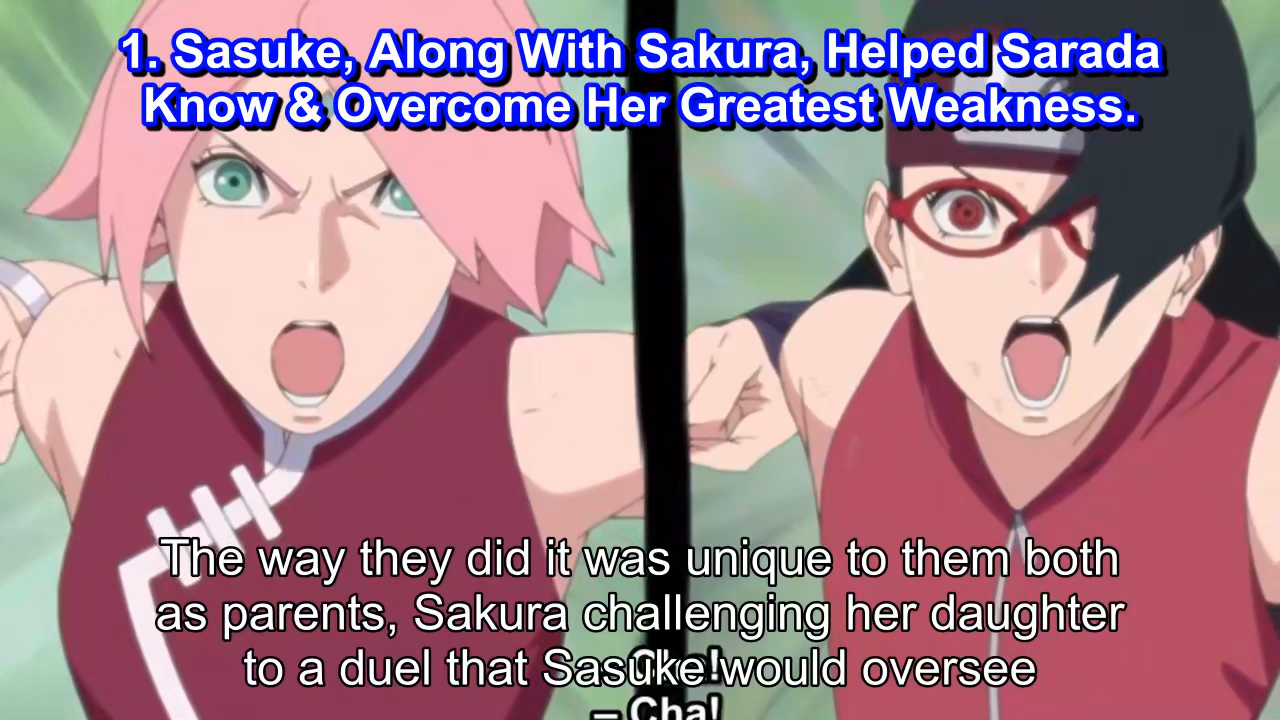 1. Sasuke, Along With Sakura, Helped Sarada
Know & Overcome Her Greatest Weakness.
The way they did it was unique to them both
as parents, Sakura challenging her daughter
to a duel that Sasuke would oversee
– Cha!